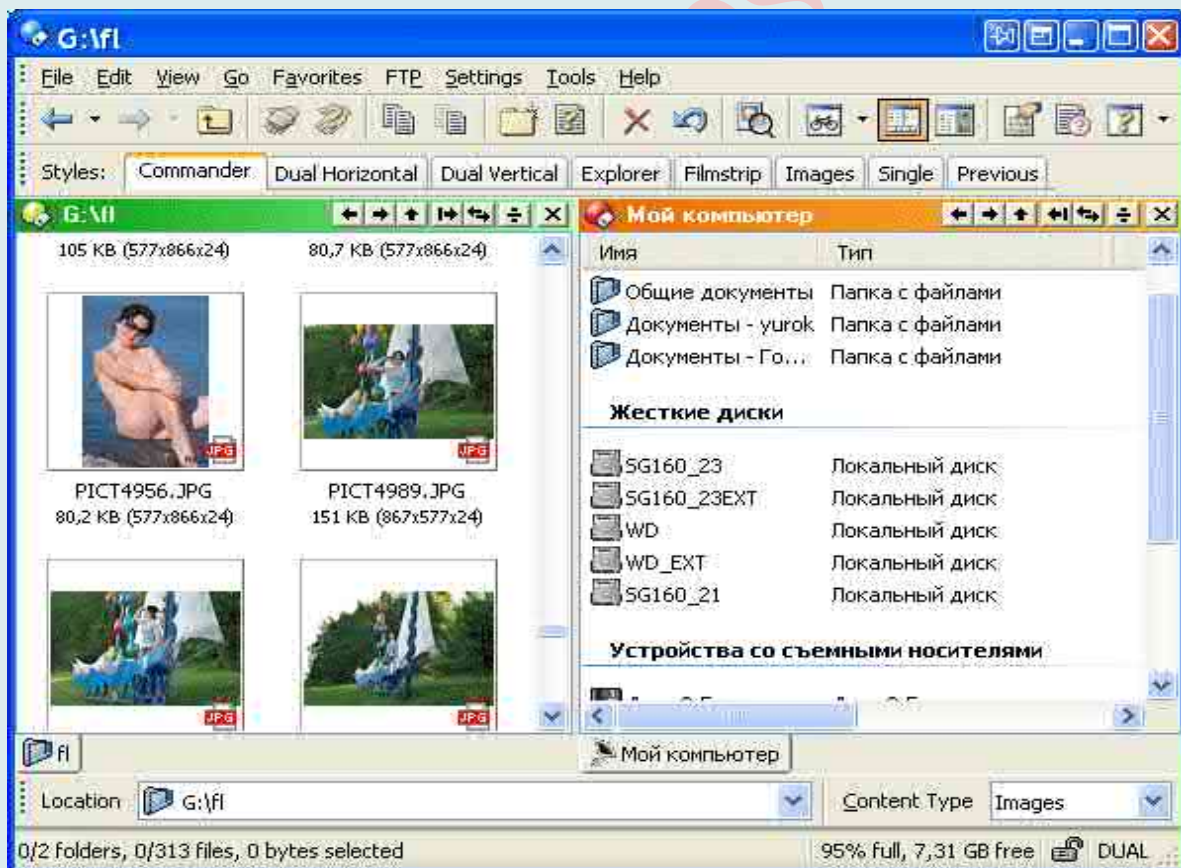 G:\fl
File Edit View Go Favorites FTP Settings Tools Help
Styles: Commander Dual Horizontal Dual Vertical Explorer Filmstrip Images Single Previous
G:\fl
105 KB (577x866x24) 80,7 KB (577x866x24)
JPG JPG
PICT4956.JPG PICT4989.JPG
80,2 KB (577x866x24) 151 KB (867x577x24)
JPG JPG
fl
Мой компьютер
Имя Тип
Общие документы Папка с файлами
Документы - yurok Папка с файлами
Документы - Го... Папка с файлами
Жесткие диски
SG160_23 Локальный диск
SG160_23EXT Локальный диск
WD Локальный диск
WD_EXT Локальный диск
SG160_21 Локальный диск
Устройства со съемными носителями
Мой компьютер
Location G:\fl Content Type Images
0/2 folders, 0/313 files, 0 bytes selected 95% full, 7,31 GB free DUAL